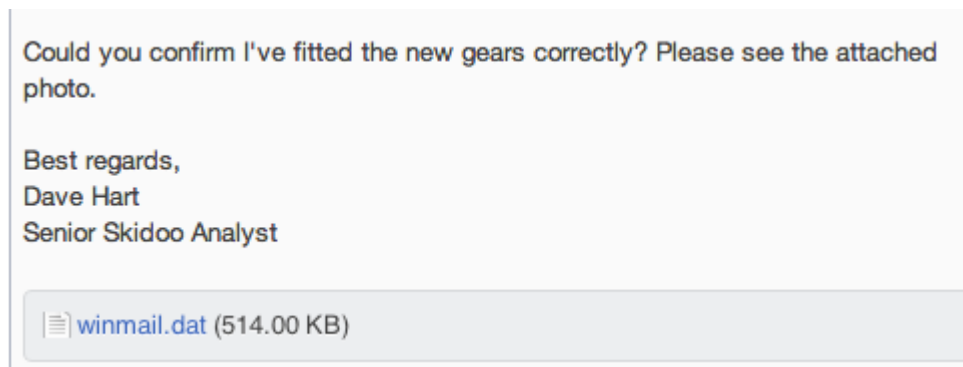 Could you confirm I've fitted the new gears correctly? Please see the attached
photo.
Best regards,
Dave Hart
Senior Skidoo Analyst
winmail.dat (514.00 KB)